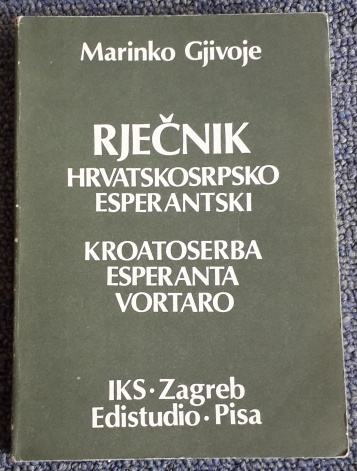 Marinko Gjivoje
RJEČNIK
HRVATSKOSRPSKO
ESPERANTSKI
KROATOSERBA
ESPERANTA
VORTARO
IKS · Zagreb
Edistudio · Pisa